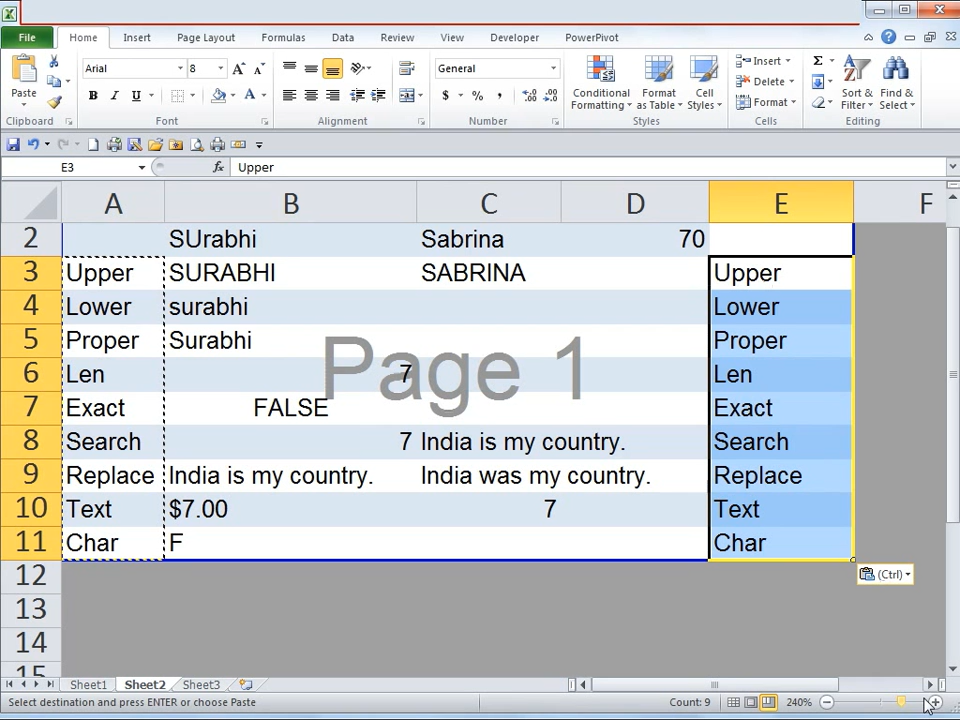 File Home Insert Page Layout Formulas Data Review View Developer PowerPivot
Arial 8 General Insert Σ
Paste B I U A $ % , Conditional Formatting Format as Table Cell Styles Delete Format Sort & Filter Find & Select
Clipboard Font Alignment Number Styles Cells Editing
E3 fx Upper
A B C D E F
2 SUrabhi Sabrina 70
3 Upper SURABHI SABRINA Upper
4 Lower surabhi Lower
5 Proper Surabhi Proper
Page 1
6 Len 7 Len
7 Exact FALSE Exact
8 Search 7 India is my country. Search
9 Replace India is my country. India was my country. Replace
10 Text $7.00 7 Text
11 Char F Char
12 (Ctrl)
13
14
15
Sheet1 Sheet2 Sheet3
Select destination and press ENTER or choose Paste Count: 9 240%